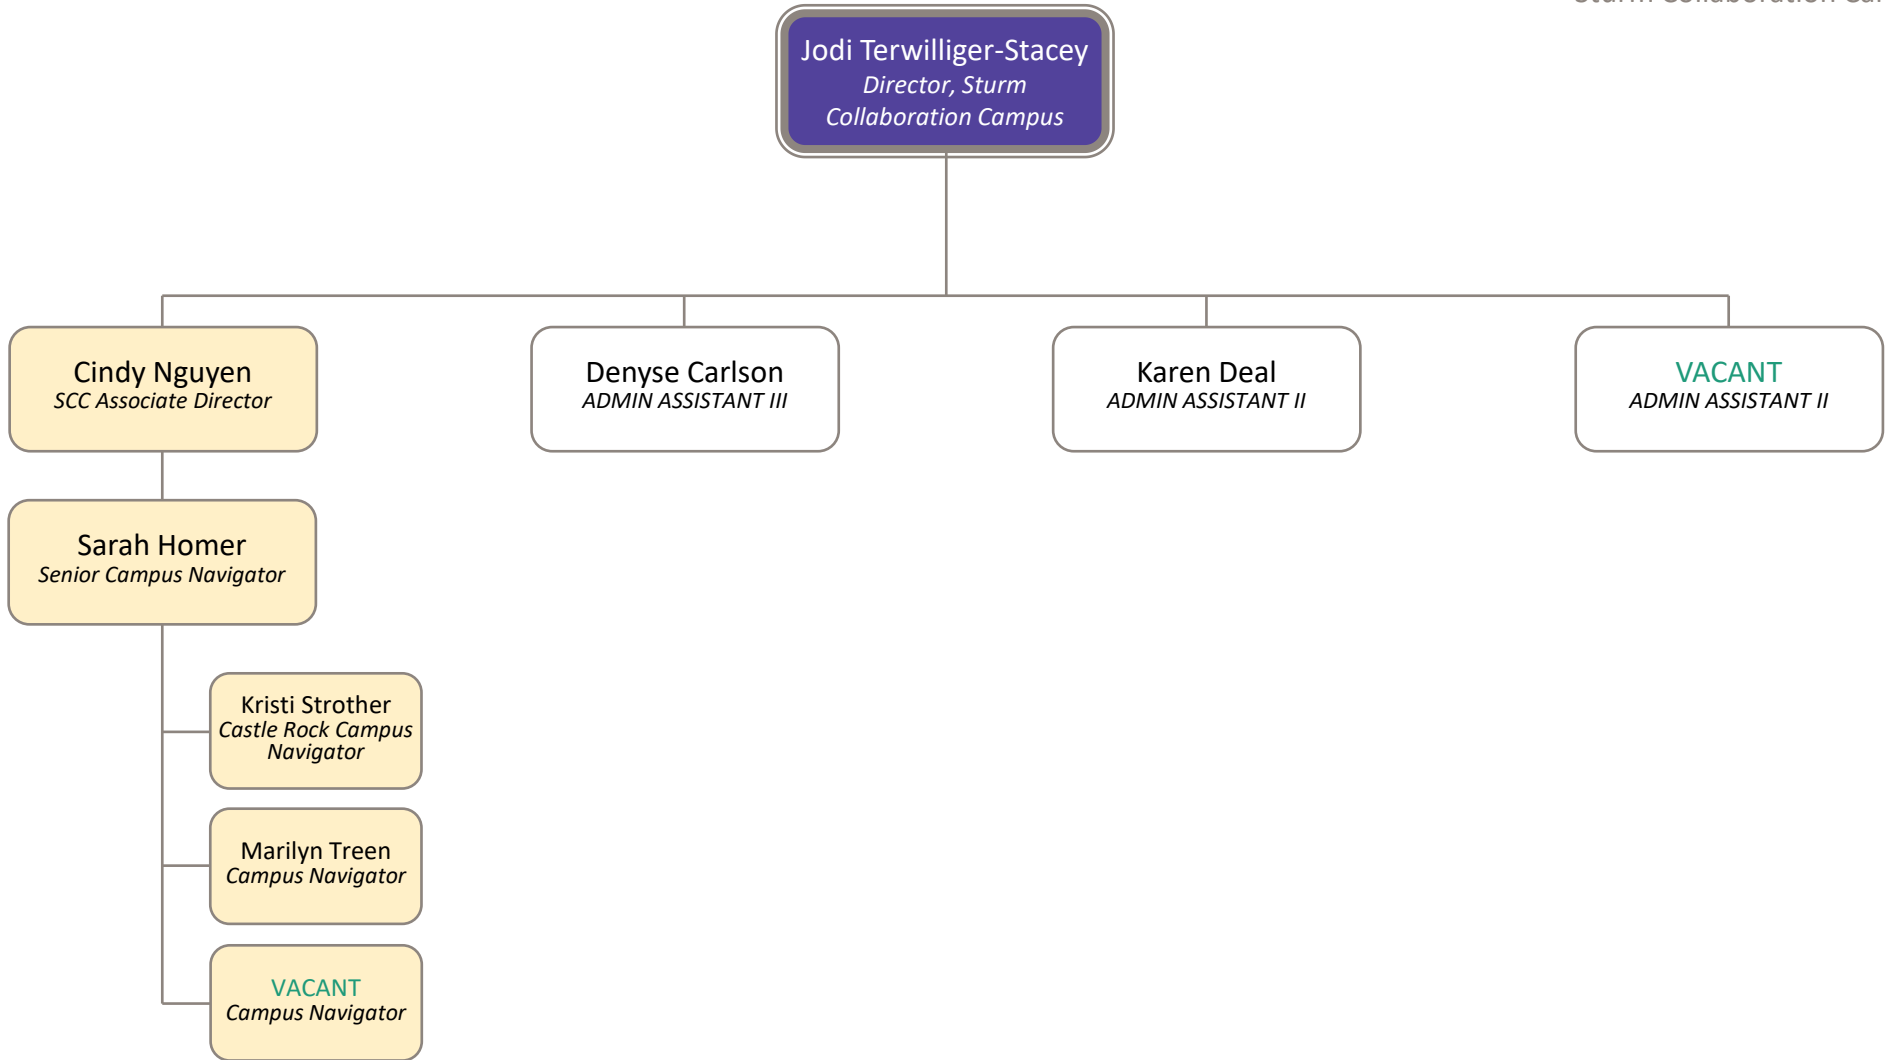 Sturm Collaboration
Jodi Terwilliger-Stacey
Director, Sturm
Collaboration Campus
Cindy Nguyen
SCC Associate Director
Denyse Carlson
ADMIN ASSISTANT III
Karen Deal
ADMIN ASSISTANT II
VACANT
ADMIN ASSISTANT II
Sarah Homer
Senior Campus Navigator
Kristi Strother
Castle Rock Campus
Navigator
Marilyn Treen
Campus Navigator
VACANT
Campus Navigator